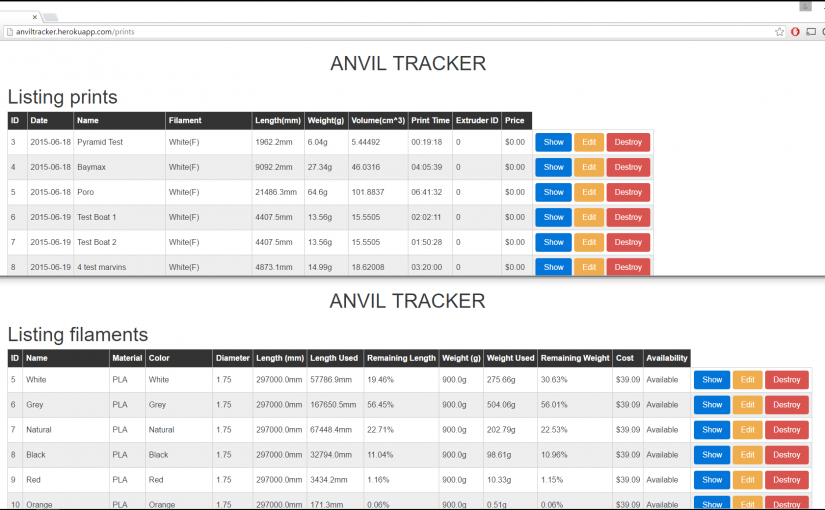 anviltracker.herokuapp.com/prints
ANVIL TRACKER
Listing prints
ID Date Name Filament Length(mm) Weight(g) Volume(cm^3) Print Time Extruder ID Price
3 2015-06-18 Pyramid Test White(F) 1962.2mm 6.04g 5.44492 00:19:18 0 $0.00 Show Edit Destroy
4 2015-06-18 Baymax White(F) 9092.2mm 27.34g 46.0316 04:05:39 0 $0.00 Show Edit Destroy
5 2015-06-18 Poro White(F) 21486.3mm 64.6g 101.8837 06:41:32 0 $0.00 Show Edit Destroy
6 2015-06-19 Test Boat 1 White(F) 4407.5mm 13.56g 15.5505 02:02:11 0 $0.00 Show Edit Destroy
7 2015-06-19 Test Boat 2 White(F) 4407.5mm 13.56g 15.5505 01:50:28 0 $0.00 Show Edit Destroy
8 2015-06-19 4 test marvins White(F) 4873.1mm 14.99g 18.62008 03:20:00 0 $0.00 Show Edit Destroy
ANVIL TRACKER
Listing filaments
ID Name Material Color Diameter Length (mm) Length Used Remaining Length Weight (g) Weight Used Remaining Weight Cost Availability
5 White PLA White 1.75 297000.0mm 57786.9mm 19.46% 900.0g 275.66g 30.63% $39.09 Available Show Edit Destroy
6 Grey PLA Grey 1.75 297000.0mm 167650.5mm 56.45% 900.0g 504.06g 56.01% $39.09 Available Show Edit Destroy
7 Natural PLA Natural 1.75 297000.0mm 67448.4mm 22.71% 900.0g 202.79g 22.53% $39.09 Available Show Edit Destroy
8 Black PLA Black 1.75 297000.0mm 32794.0mm 11.04% 900.0g 98.61g 10.96% $39.09 Available Show Edit Destroy
9 Red PLA Red 1.75 297000.0mm 3434.2mm 1.16% 900.0g 10.33g 1.15% $39.09 Available Show Edit Destroy
10 Orange PLA Orange 1.75 297000.0mm 171.3mm 0.06% 900.0g 0.51g 0.06% $39.09 Available Show Edit Destroy